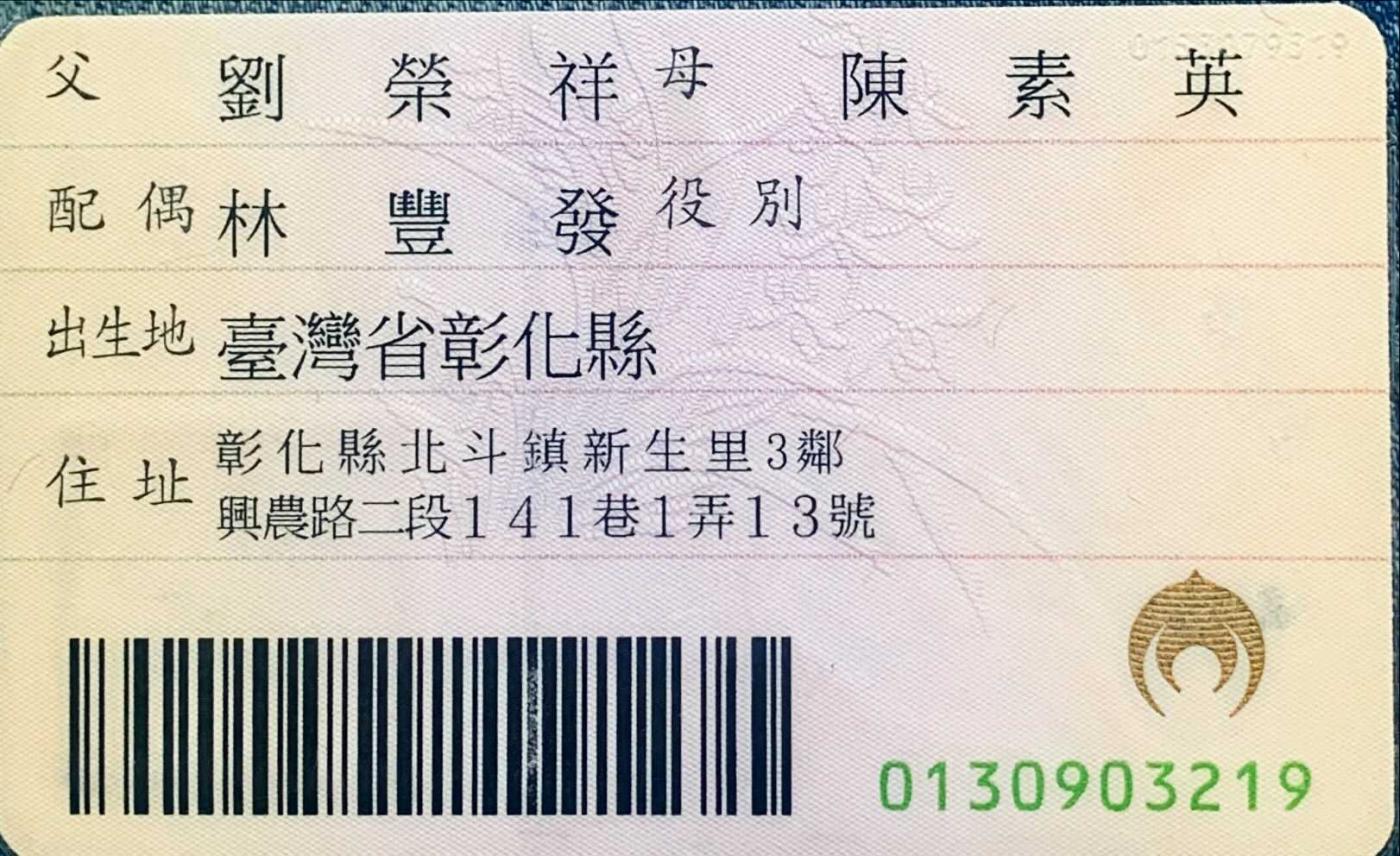 父 劉榮祥 母 陳素英
配偶 林豐發 役別
出生地 臺灣省彰化縣
住址 彰化縣北斗鎮新生里3鄰
興農路二段141巷1弄13號
0130903219